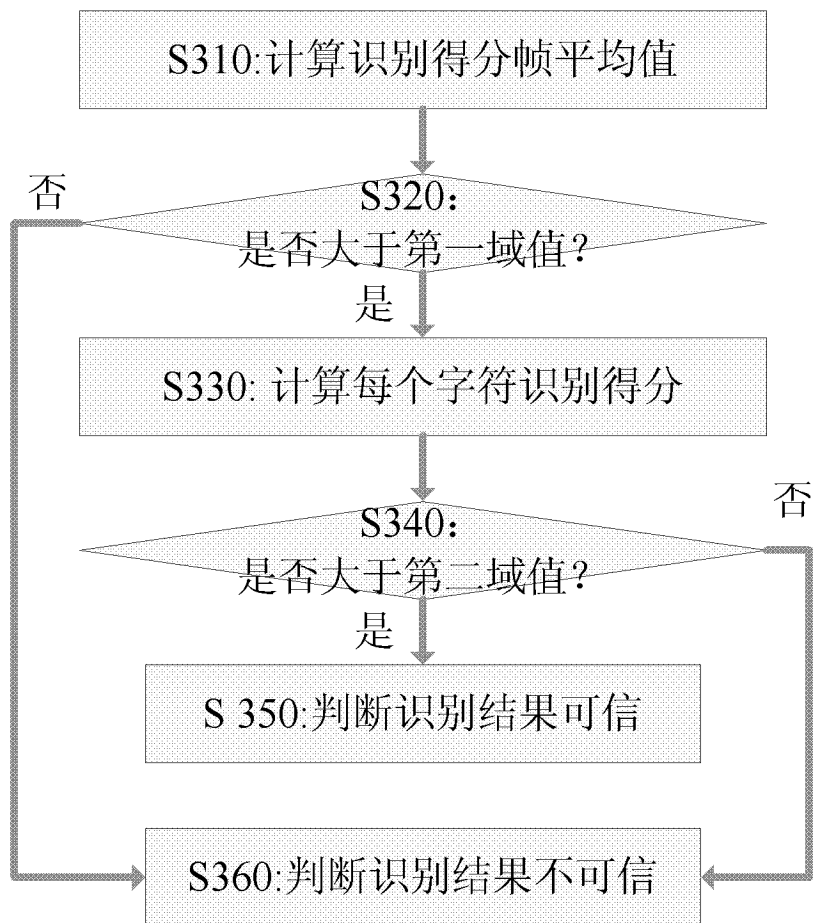 S310:计算识别得分帧平均值
否
S320:
是否大于第一域值?
是
S330: 计算每个字符识别得分
否
S340:
是否大于第二域值?
是
S 350:判断识别结果可信
S360:判断识别结果不可信